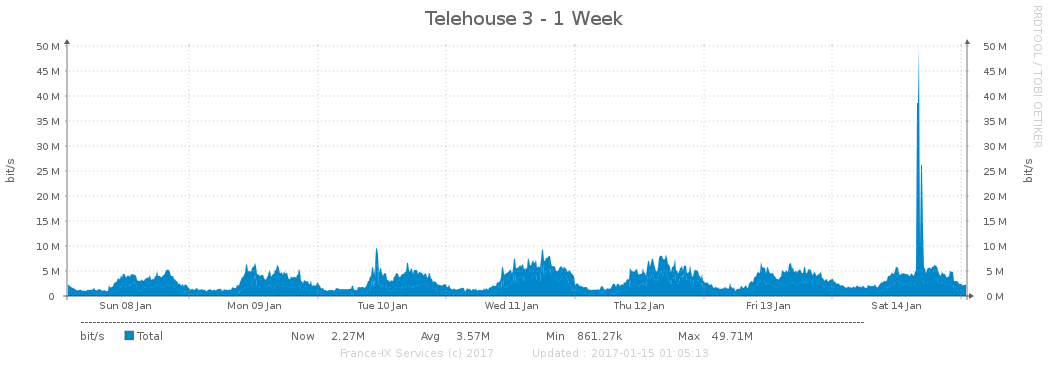 Telehouse 3 - 1 Week
RRDTOOL / TOBI OETIKER
bit/s
50 M 50 M
45 M 45 M
40 M 40 M
35 M 35 M
30 M 30 M
25 M 25 M
20 M 20 M
15 M 15 M
10 M 10 M
5 M 5 M
0 0 M
bit/s
Sun 08 Jan Mon 09 Jan Tue 10 Jan Wed 11 Jan Thu 12 Jan Fri 13 Jan Sat 14 Jan
bit/s Total Now 2.27M Avg 3.57M Min 861.27k Max 49.71M
France-IX Services (c) 2017 Updated : 2017-01-15 01:05:13